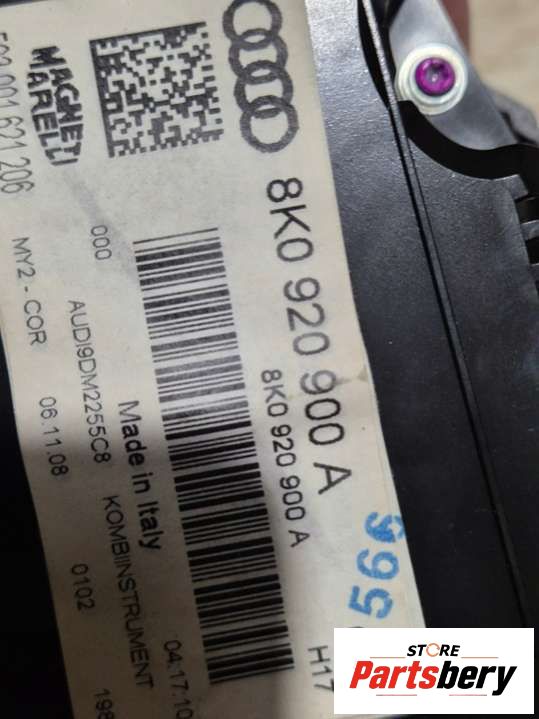 8K0 920 900 A
8K0 920 900 A H17
566
Made in Italy
04:17:10
000 AUDI9DM2255C8 KOMBIINSTRUMENT
MY2-COR 06.11.08 0102
MAGNETI
MARELLI
001 621 206
STORE
Partsbery